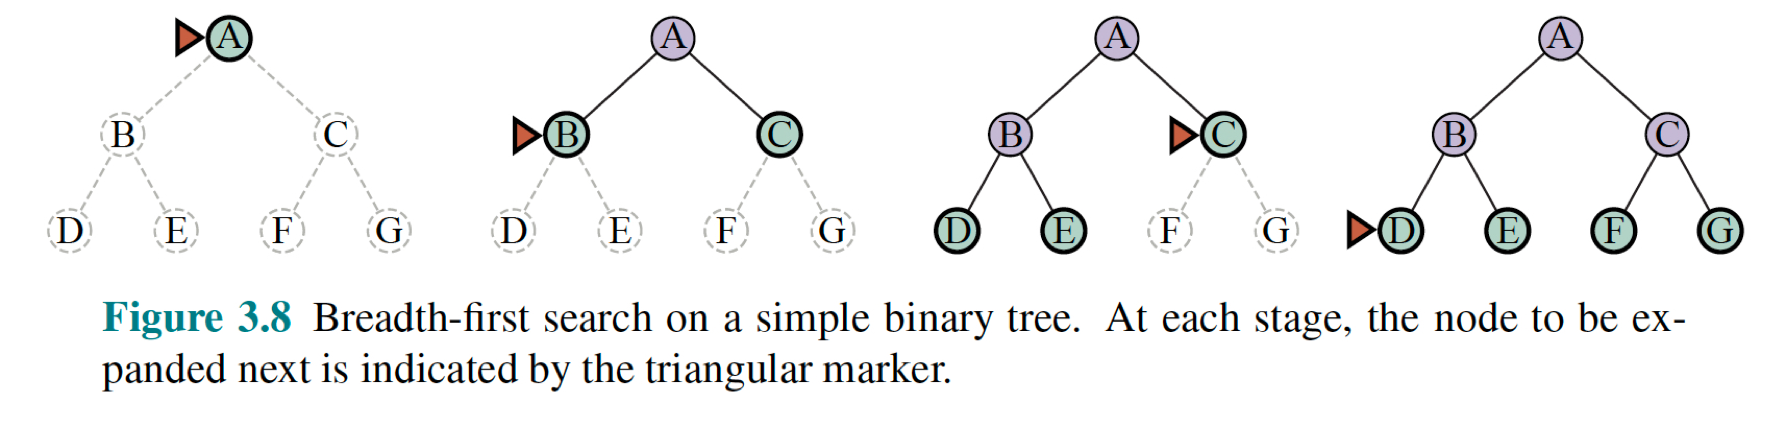 A A A A
B C B C B C B C
D E F G D E F G D E F G D E F G
Figure 3.8 Breadth-first search on a simple binary tree. At each stage, the node to be ex-
panded next is indicated by the triangular marker.